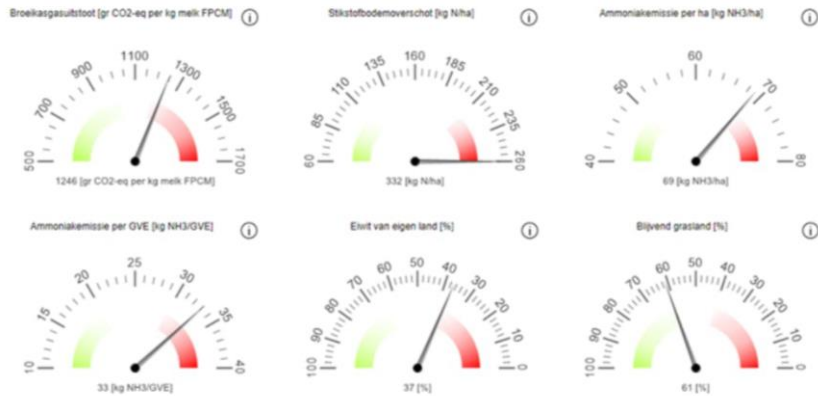 Broeikasgasuitstoot [gr CO2-eq per kg melk FPCM]
500 700 900 1100 1300 1500 1700
1246 [gr CO2-eq per kg melk FPCM]
Stikstofbodemoverschot [kg N/ha]
60 85 110 135 160 185 210 235 260
332 [kg N/ha]
Ammoniakemissie per ha [kg NH3/ha]
40 50 60 70 80
69 [kg NH3/ha]
Ammoniakemissie per GVE [kg NH3/GVE]
10 15 20 25 30 35 40
33 [kg NH3/GVE]
Eiwit van eigen land [%]
100 90 80 70 60 50 40 30 20 10 0
37 [%]
Blijvend grasland [%]
100 90 80 70 60 50 40 30 20 10 0
61 [%]